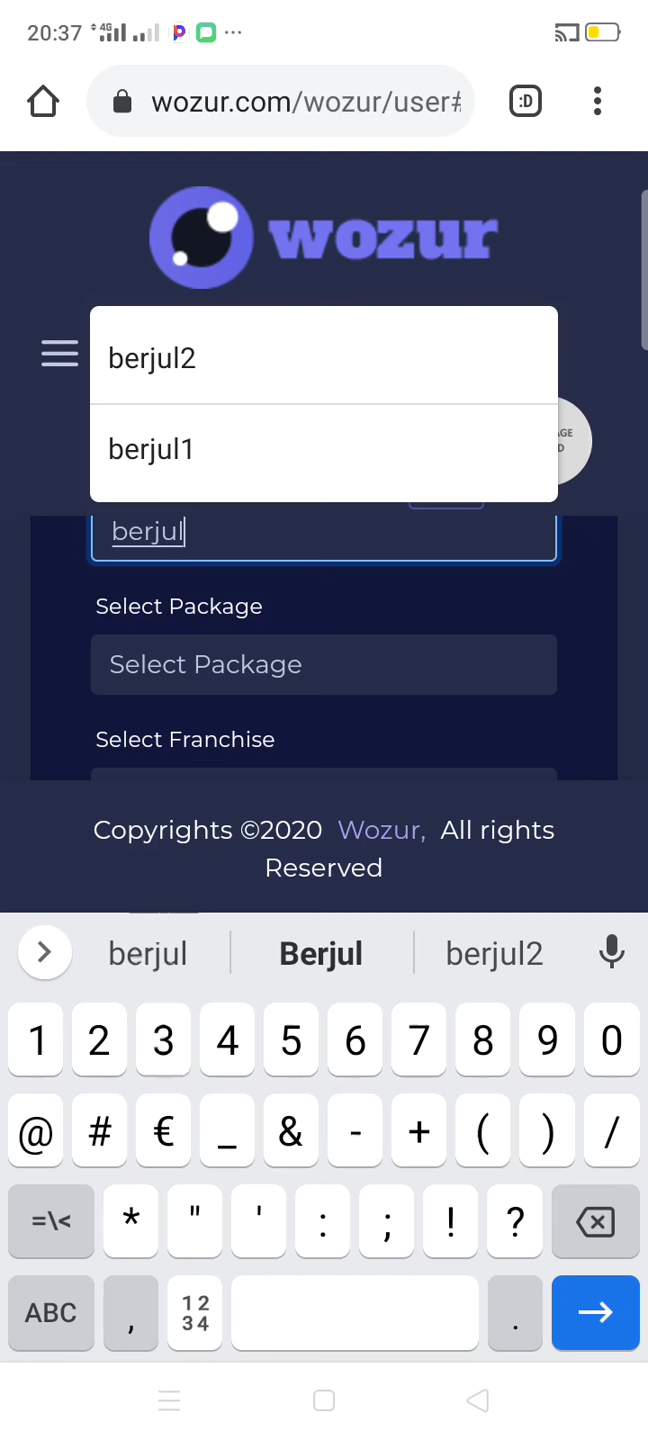 20:37 4G
wozur.com/wozur/user#
:D
wozur
berjul2
berjul1
berjul
Select Package
Select Package
Select Franchise
Copyrights ©2020 Wozur, All rights
Reserved
berjul Berjul berjul2
1 2 3 4 5 6 7 8 9 0
@ # € _ & - + ( ) /
=\< * " ' : ; ! ?
ABC , 12 .
34